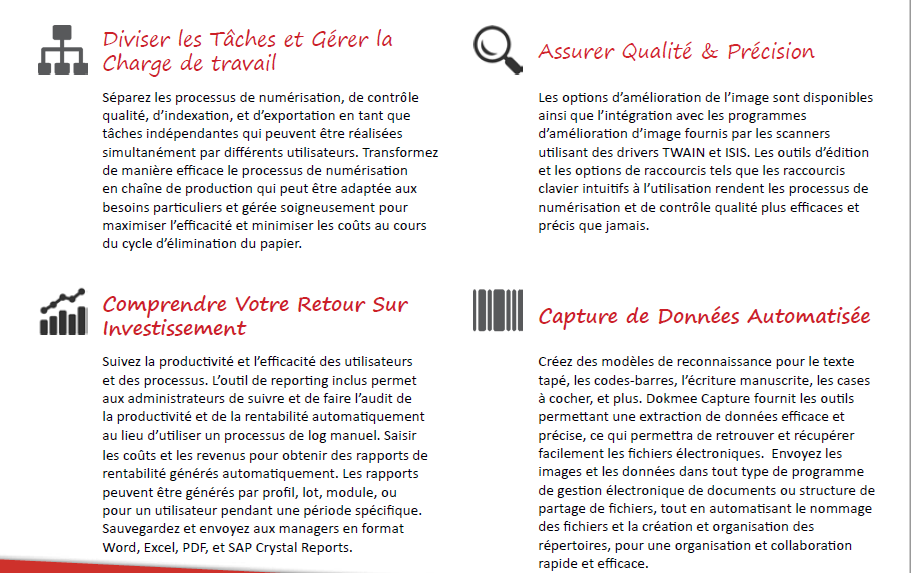 Diviser les Tâches et Gérer la
Charge de travail
Séparez les processus de numérisation, de contrôle
qualité, d’indexation, et d’exportation en tant que
tâches indépendantes qui peuvent être réalisées
simultanément par différents utilisateurs. Transformez
de manière efficace le processus de numérisation
en chaîne de production qui peut être adaptée aux
besoins particuliers et gérée soigneusement pour
maximiser l’efficacité et minimiser les coûts au cours
du cycle d’élimination du papier.
Assurer Qualité & Précision
Les options d’amélioration de l’image sont disponibles
ainsi que l’intégration avec les programmes
d’amélioration d’image fournis par les scanners
utilisant des drivers TWAIN et ISIS. Les outils d’édition
et les options de raccourcis tels que les raccourcis
clavier intuitifs à l’utilisation rendent les processus de
numérisation et de contrôle qualité plus efficaces et
précis que jamais.
Comprendre Votre Retour Sur
Investissement
Suivez la productivité et l’efficacité des utilisateurs
et des processus. L’outil de reporting inclus permet
aux administrateurs de suivre et de faire l’audit de
la productivité et de la rentabilité automatiquement
au lieu d’utiliser un processus de log manuel. Saisir
les coûts et les revenus pour obtenir des rapports de
rentabilité générés automatiquement. Les rapports
peuvent être générés par profil, lot, module, ou
pour un utilisateur pendant une période spécifique.
Sauvegardez et envoyez aux managers en format
Word, Excel, PDF, et SAP Crystal Reports.
Capture de Données Automatisée
Créez des modèles de reconnaissance pour le texte
tapé, les codes-barres, l’écriture manuscrite, les cases
à cocher, et plus. Dokmee Capture fournit les outils
permettant une extraction de données efficace et
précise, ce qui permettra de retrouver et récupérer
facilement les fichiers électroniques.  Envoyez les
images et les données dans tout type de programme
de gestion électronique de documents ou structure de
partage de fichiers, tout en automatisant le nommage
des fichiers et la création et organisation des
répertoires, pour une organisation et collaboration
rapide et efficace.